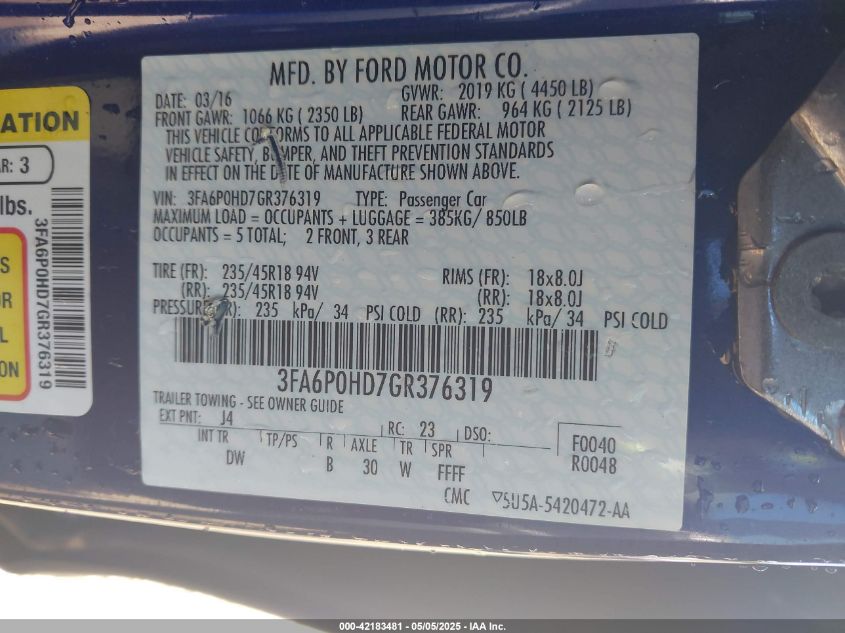 MFD. BY FORD MOTOR CO.
DATE: 03/16
GVWR: 2019 KG ( 4450 LB)
FRONT GAWR: 1066 KG ( 2350 LB)
REAR GAWR: 964 KG ( 2125 LB)
THIS VEHICLE CONFORMS TO ALL APPLICABLE FEDERAL MOTOR
VEHICLE SAFETY, BUMPER, AND THEFT PREVENTION STANDARDS
IN EFFECT ON THE DATE OF MANUFACTURE SHOWN ABOVE.
VIN: 3FA6P0HD7GR376319 TYPE: Passenger Car
MAXIMUM LOAD = OCCUPANTS + LUGGAGE = 385KG/ 850LB
OCCUPANTS = 5 TOTAL; 2 FRONT, 3 REAR
TIRE (FR): 235/45R18 94V RIMS (FR): 18x8.0J
(RR): 235/45R18 94V (RR): 18x8.0J
PRESSURE R): 235 kPa/ 34 PSI COLD (RR): 235 kPa/ 34 PSI COLD
3FA6P0HD7GR376319
TRAILER TOWING - SEE OWNER GUIDE
EXT PNT: J4 RC: 23 DSO:
INT TR TP/PS R AXLE TR SPR
DW B 30 W FFFF
F0040
R0048
CMC 5U5A-5420472-AA
ATION
AR: 3
lbs.
S
OR
L
ION
3FA6P0HD7GR376319
000-42183481 - 05/05/2025 - IAA Inc.